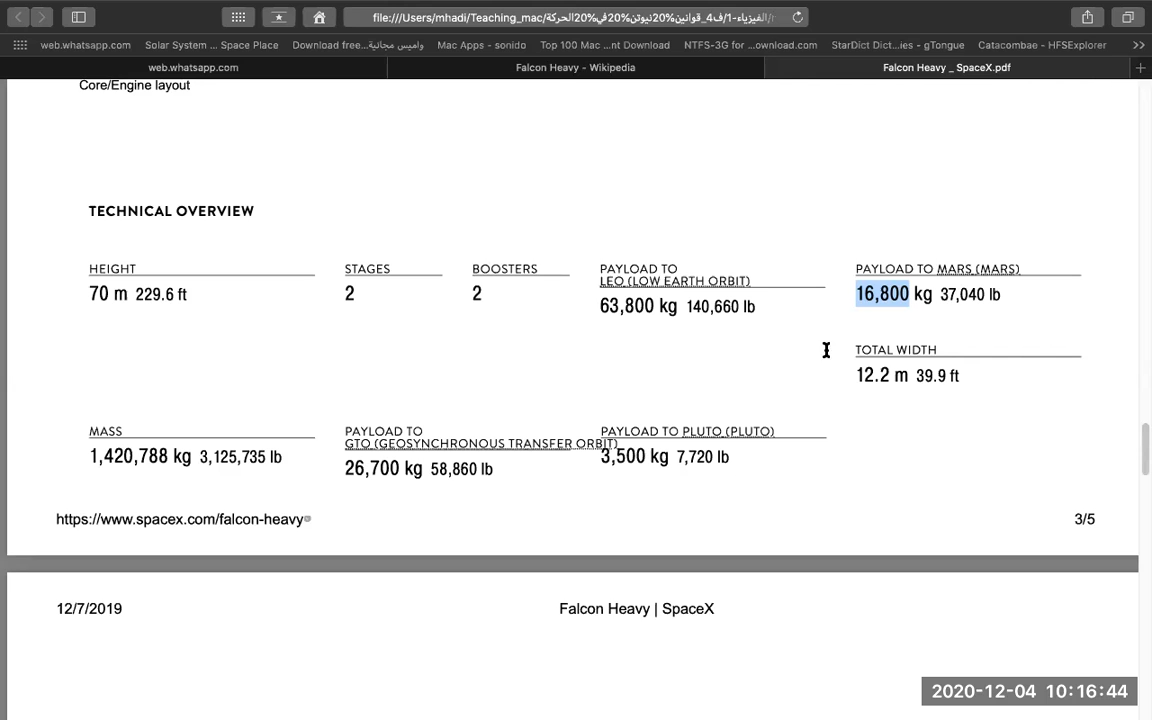 file:///Users/mhadi/Teaching_mac/الفيزياء-1/ف4_قوانين%20نيوتن%20في%20الحركة/
web.whatsapp.com Solar System ... Space Place Download free... Mac Apps - sonido Top 100 Mac ...nt Download NTFS-3G for ...ownload.com StarDict Dict...ies - gTongue Catacombae - HFSExplorer
web.whatsapp.com Falcon Heavy - Wikipedia Falcon Heavy _ SpaceX.pdf
Core/Engine layout
TECHNICAL OVERVIEW
HEIGHT
70 m 229.6 ft
STAGES
2
BOOSTERS
2
PAYLOAD TO
LEO (LOW EARTH ORBIT)
63,800 kg 140,660 lb
PAYLOAD TO MARS (MARS)
16,800 kg 37,040 lb
TOTAL WIDTH
12.2 m 39.9 ft
MASS
1,420,788 kg 3,125,735 lb
PAYLOAD TO
GTO (GEOSYNCHRONOUS TRANSFER ORBIT)
26,700 kg 58,860 lb
PAYLOAD TO PLUTO (PLUTO)
3,500 kg 7,720 lb
https://www.spacex.com/falcon-heavy
3/5
12/7/2019
Falcon Heavy | SpaceX
2020-12-04 10:16:44